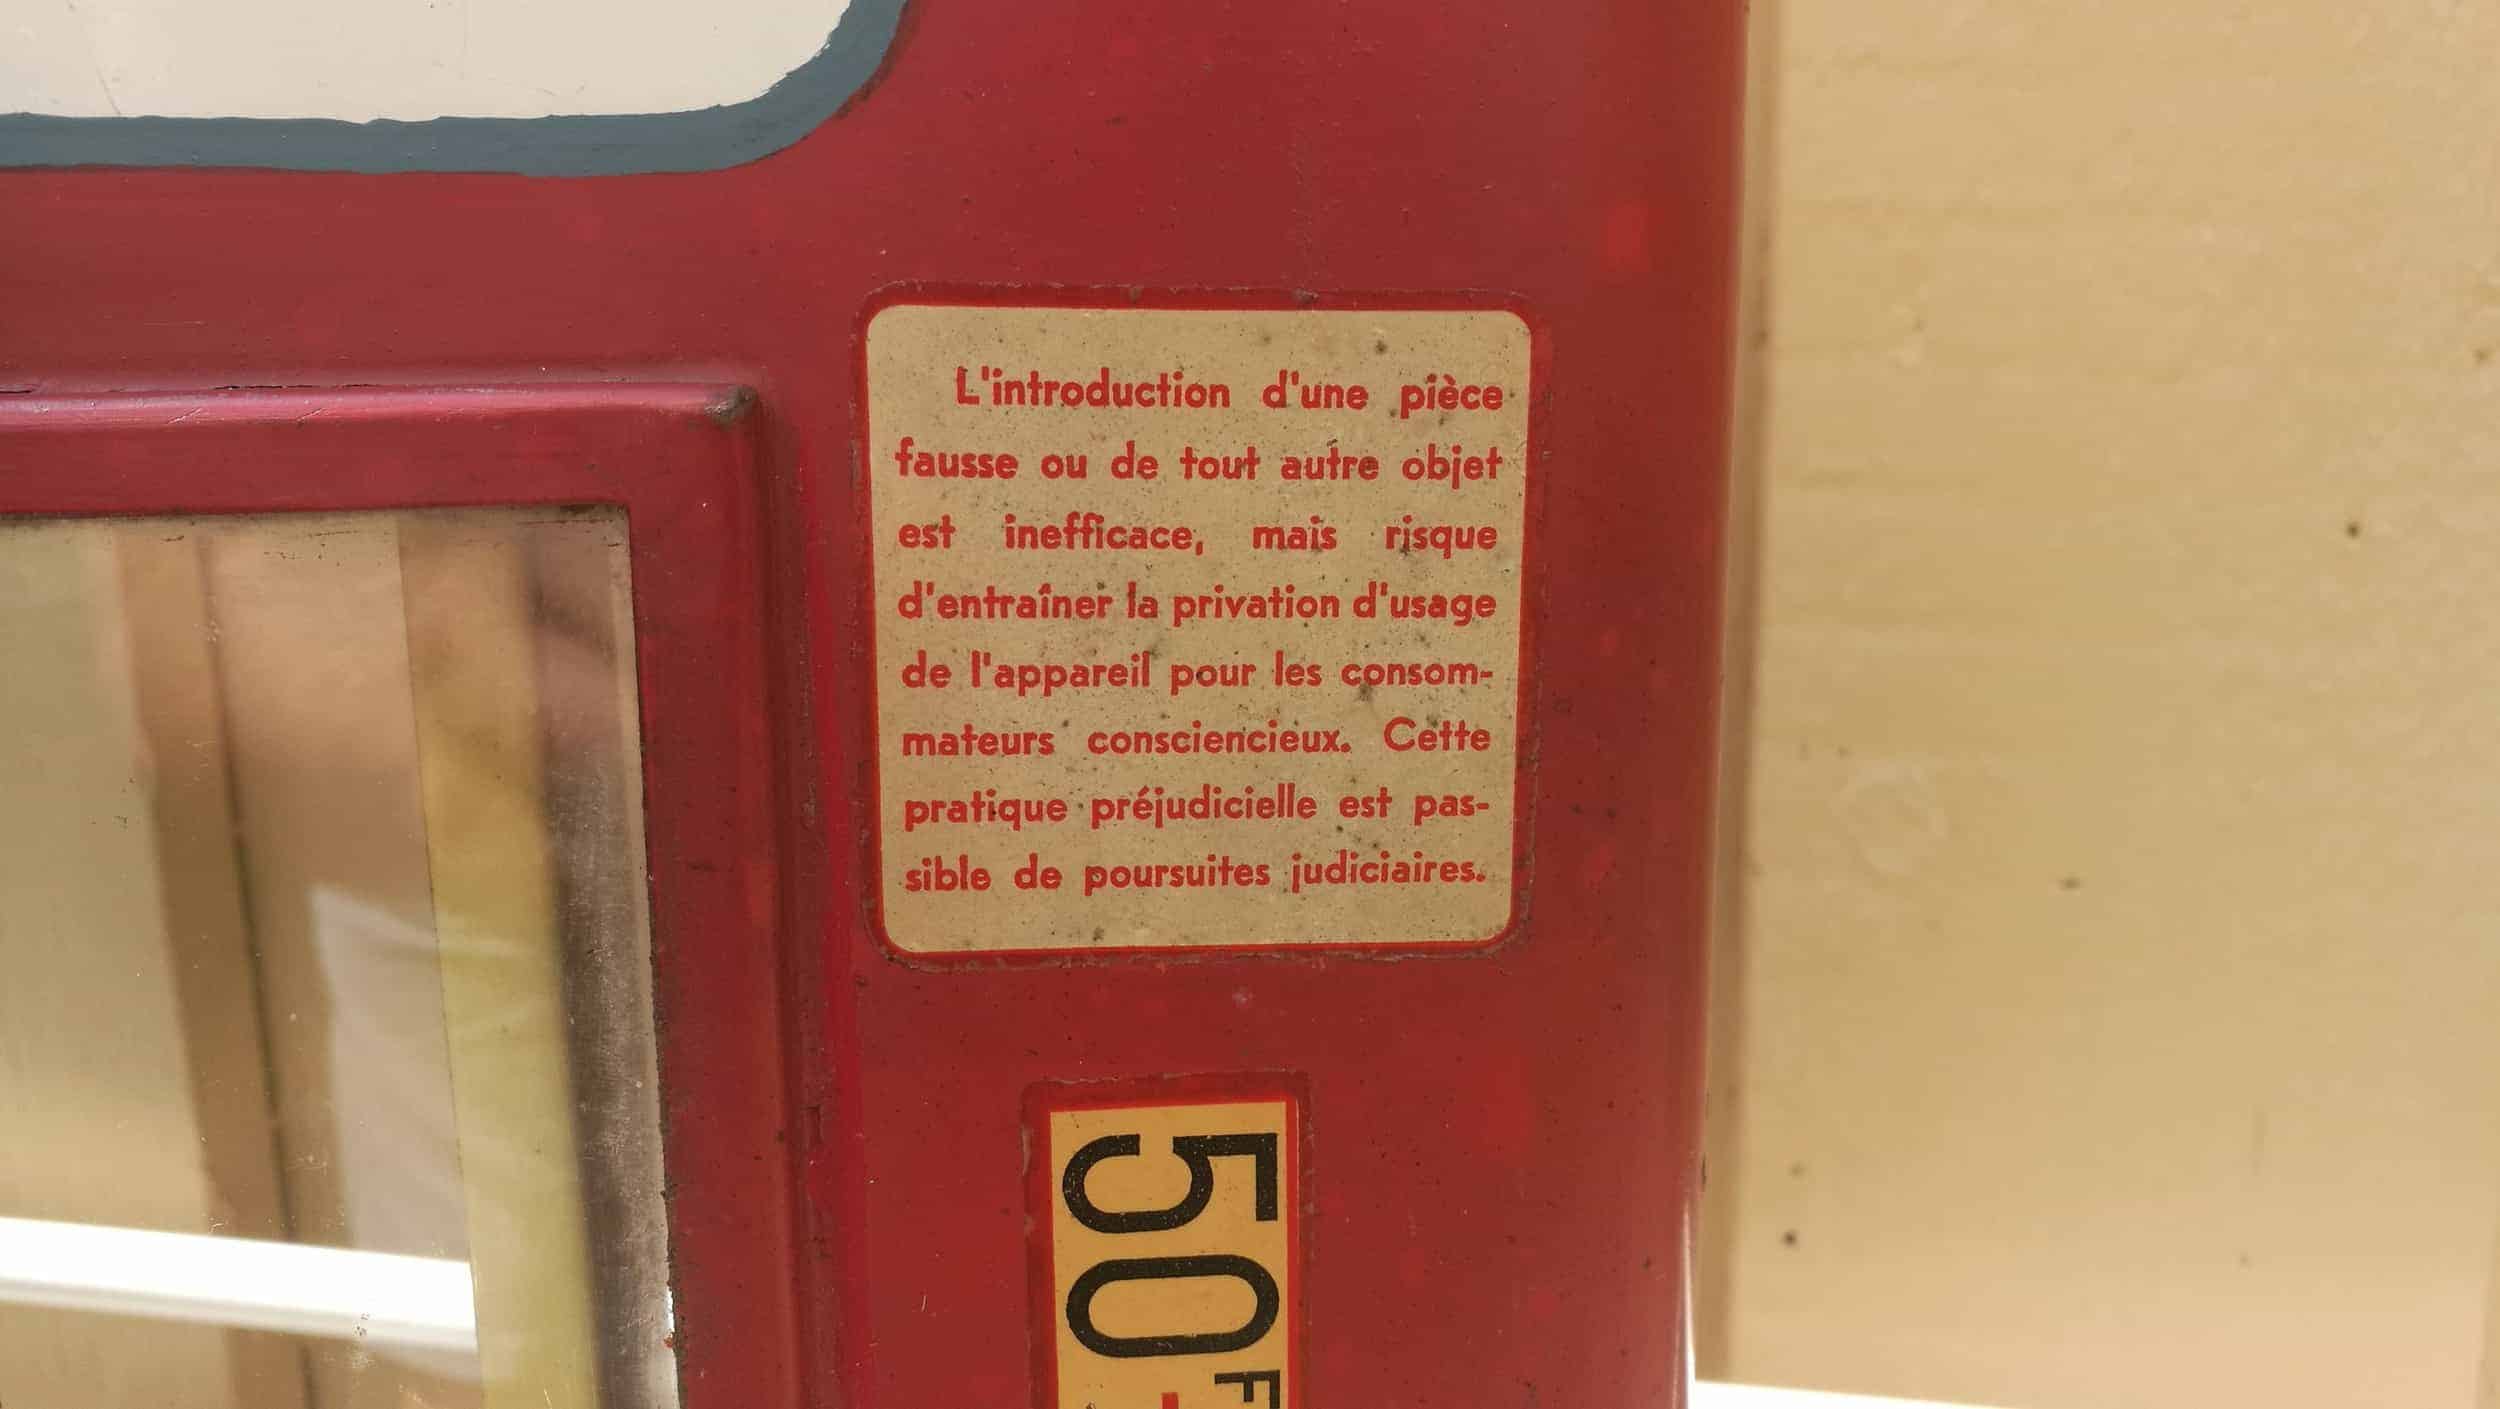 L'introduction d'une pièce
fausse ou de tout autre objet
est inefficace, mais risque
d'entraîner la privation d'usage
de l'appareil pour les consom-
mateurs consciencieux. Cette
pratique préjudicielle est pas-
sible de poursuites judiciaires.
50F